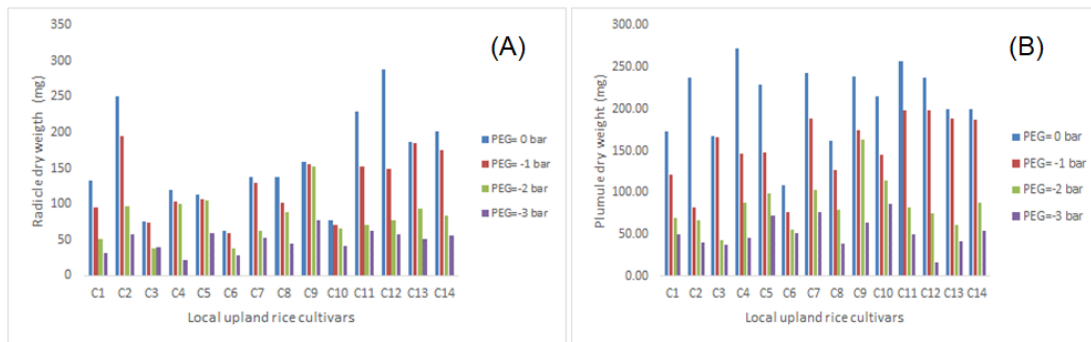 (A)
350
300
250
200
150
100
50
0
Radicle dry weigth (mg)
C1 C2 C3 C4 C5 C6 C7 C8 C9 C10 C11 C12 C13 C14
Local upland rice cultivars
PEG= 0 bar
PEG= -1 bar
PEG=-2 bar
PEG=-3 bar
(B)
300.00
250.00
200.00
150.00
100.00
50.00
0.00
Plumule dry weight (mg)
C1 C2 C3 C4 C5 C6 C7 C8 C9 C10 C11 C12 C13 C14
Local upland rice cultivars
PEG= 0 bar
PEG= -1 bar
PEG=-2 bar
PEG=-3 bar